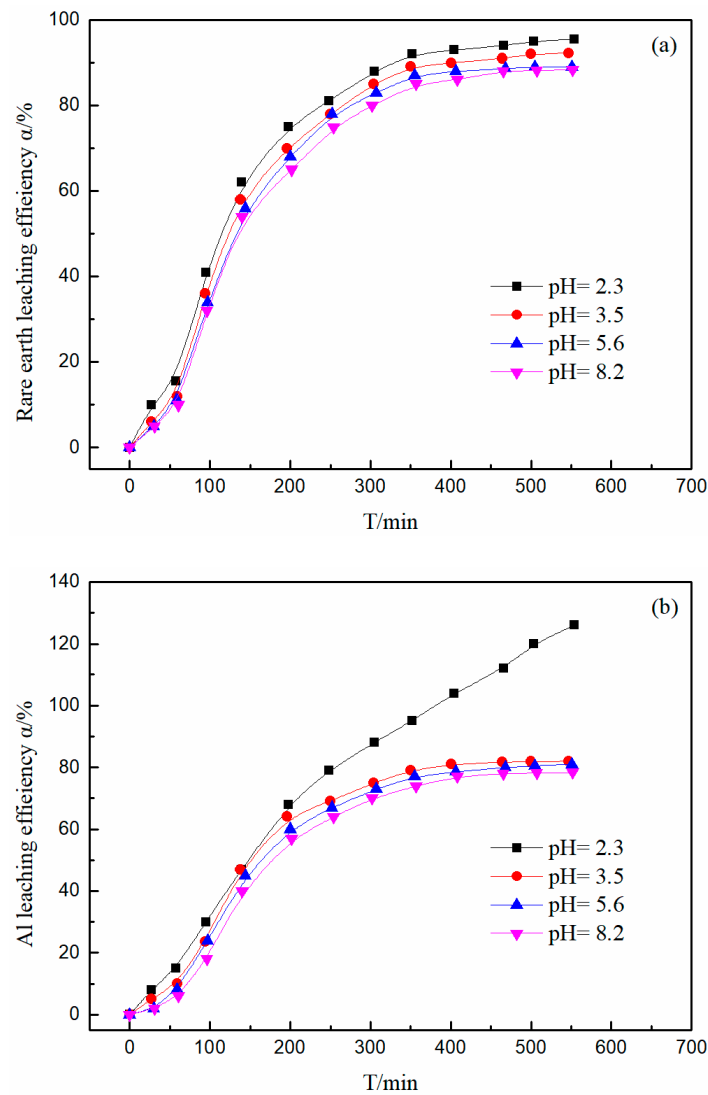 Rare earth leaching effieiency α/%
100
80
60
40
20
0
(a)
pH= 2.3
pH= 3.5
pH= 5.6
pH= 8.2
0 100 200 300 400 500 600 700
T/min
Al leaching effieiency α/%
140
120
100
80
60
40
20
0
(b)
pH= 2.3
pH= 3.5
pH= 5.6
pH= 8.2
0 100 200 300 400 500 600 700
T/min